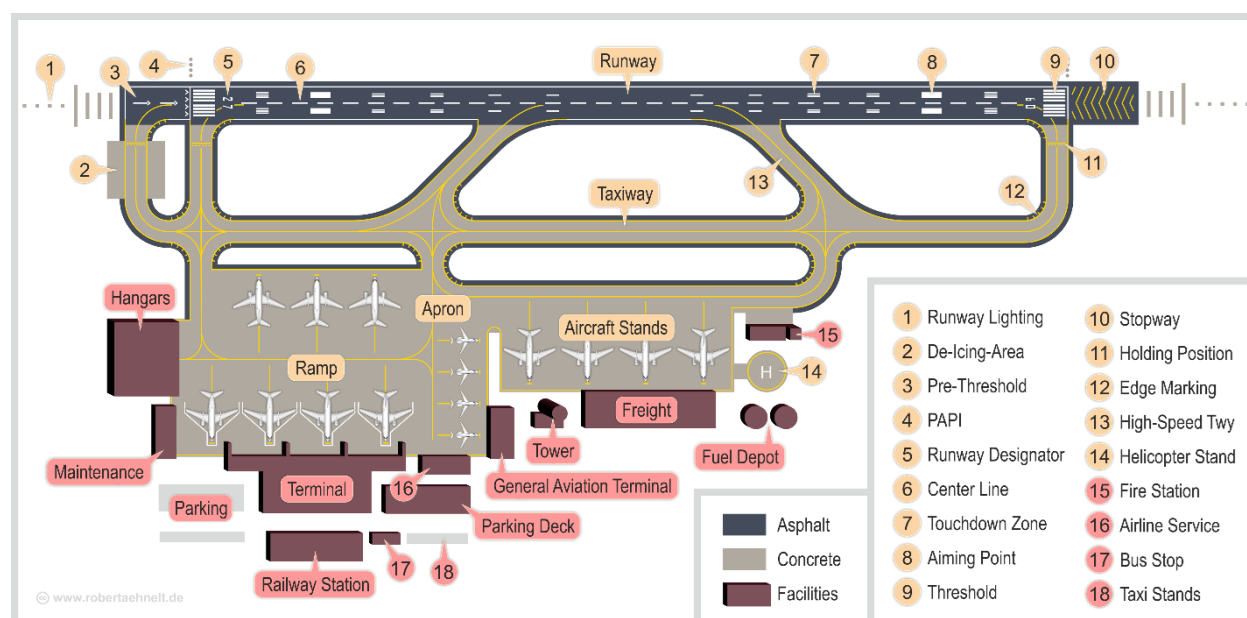 1
2
3
4
5
6
Runway
7
8
9
10
27
09
11
12
13
Taxiway
Hangars
Apron
Aircraft Stands
Ramp
15
14
H
Freight
Tower
Fuel Depot
Maintenance
16
General Aviation Terminal
Terminal
Parking
Parking Deck
Railway Station
17
18
Asphalt
Concrete
Facilities
1 Runway Lighting
2 De-Icing-Area
3 Pre-Threshold
4 PAPI
5 Runway Designator
6 Center Line
7 Touchdown Zone
8 Aiming Point
9 Threshold
10 Stopway
11 Holding Position
12 Edge Marking
13 High-Speed Twy
14 Helicopter Stand
15 Fire Station
16 Airline Service
17 Bus Stop
18 Taxi Stands
cc www.robertaehnelt.de